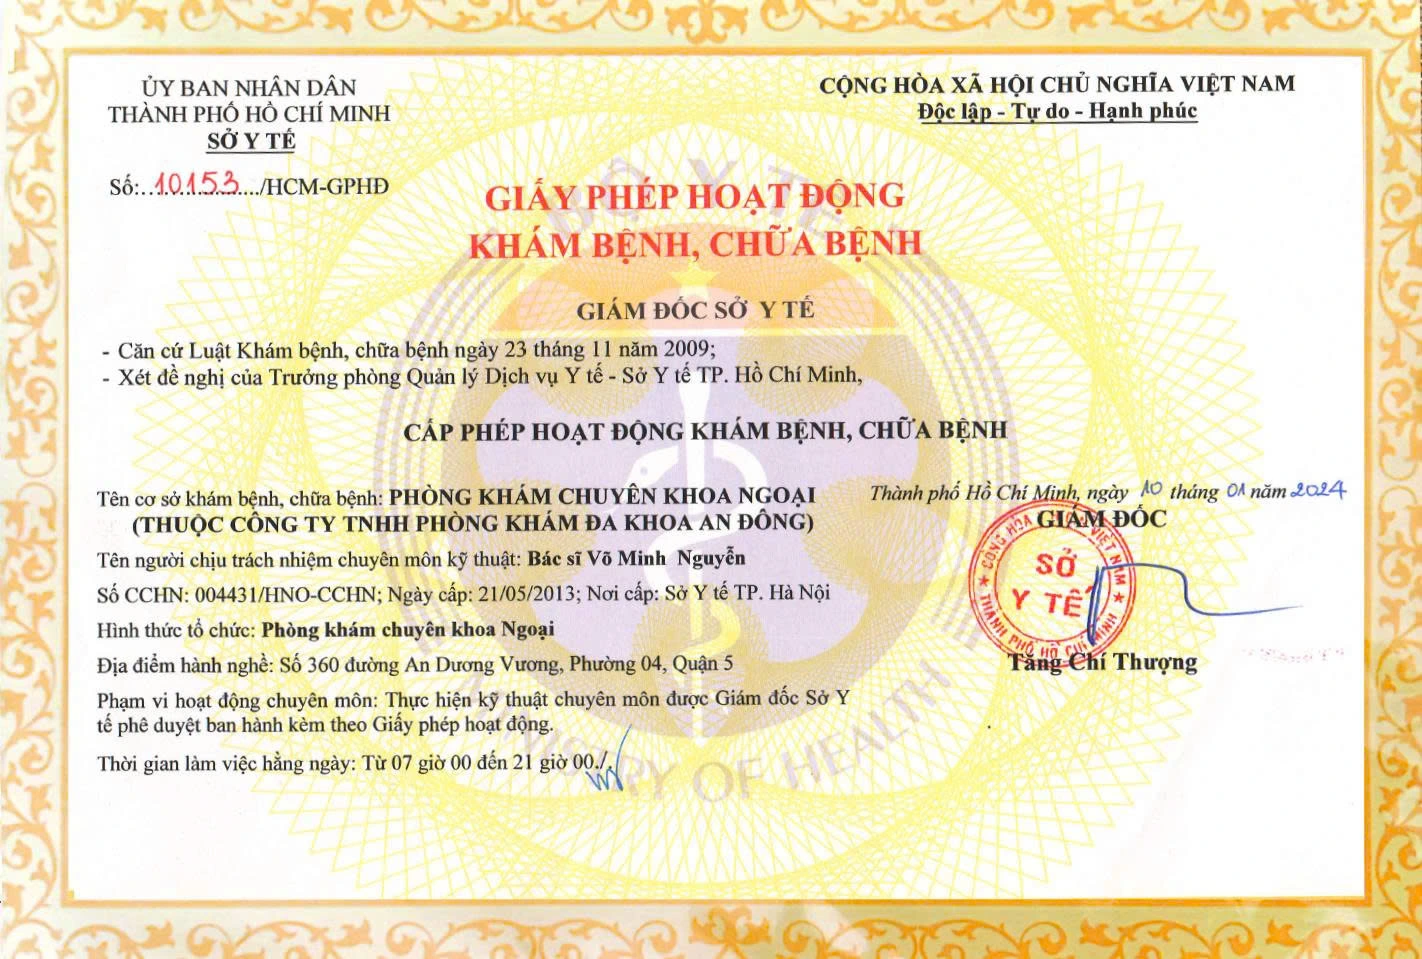 ỦY BAN NHÂN DÂN
THÀNH PHỐ HỒ CHÍ MINH
SỞ Y TẾ
Số:...10153..../HCM-GPHĐ
CỘNG HÒA XÃ HỘI CHỦ NGHĨA VIỆT NAM
Độc lập - Tự do - Hạnh phúc
BỘ Y TẾ
GIẤY PHÉP HOẠT ĐỘNG
KHÁM BỆNH, CHỮA BỆNH
GIÁM ĐỐC SỞ Y TẾ
- Căn cứ Luật Khám bệnh, chữa bệnh ngày 23 tháng 11 năm 2009;
- Xét đề nghị của Trưởng phòng Quản lý Dịch vụ Y tế - Sở Y tế TP. Hồ Chí Minh,
CẤP PHÉP HOẠT ĐỘNG KHÁM BỆNH, CHỮA BỆNH
Tên cơ sở khám bệnh, chữa bệnh: PHÒNG KHÁM CHUYÊN KHOA NGOẠI
(THUỘC CÔNG TY TNHH PHÒNG KHÁM ĐA KHOA AN ĐÔNG)
Tên người chịu trách nhiệm chuyên môn kỹ thuật: Bác sĩ Võ Minh Nguyễn
Số CCHN: 004431/HNO-CCHN; Ngày cấp: 21/05/2013; Nơi cấp: Sở Y tế TP. Hà Nội
Hình thức tổ chức: Phòng khám chuyên khoa Ngoại
Địa điểm hành nghề: Số 360 đường An Dương Vương, Phường 04, Quận 5
Phạm vi hoạt động chuyên môn: Thực hiện kỹ thuật chuyên môn được Giám đốc Sở Y
tế phê duyệt ban hành kèm theo Giấy phép hoạt động.
Thời gian làm việc hằng ngày: Từ 07 giờ 00 đến 21 giờ 00./.
Thành phố Hồ Chí Minh, ngày 10 tháng 01 năm 2024
GIÁM ĐỐC
CỘNG HÒA VIỆT NAM
SỞ
Y TẾ
THÀNH PHỐ HỒ CHÍ MINH
Tăng Chí Thượng
MINISTRY OF HEALTH